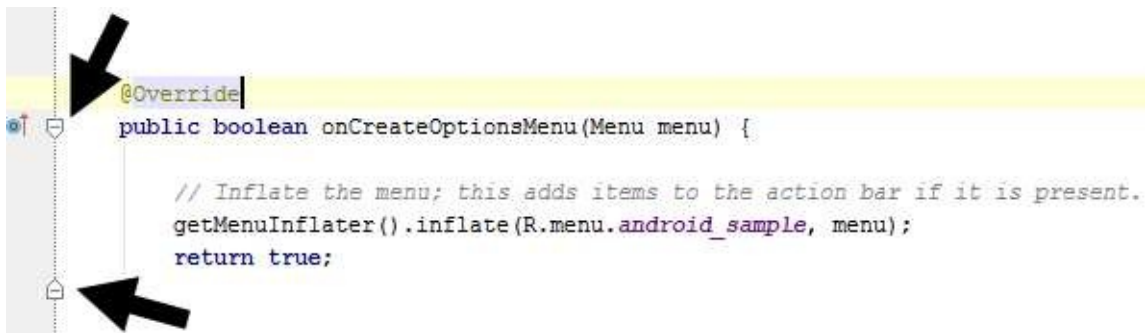 @Override
public boolean onCreateOptionsMenu(Menu menu) {
// Inflate the menu; this adds items to the action bar if it is present.
getMenuInflater().inflate(R.menu.android_sample, menu);
return true;